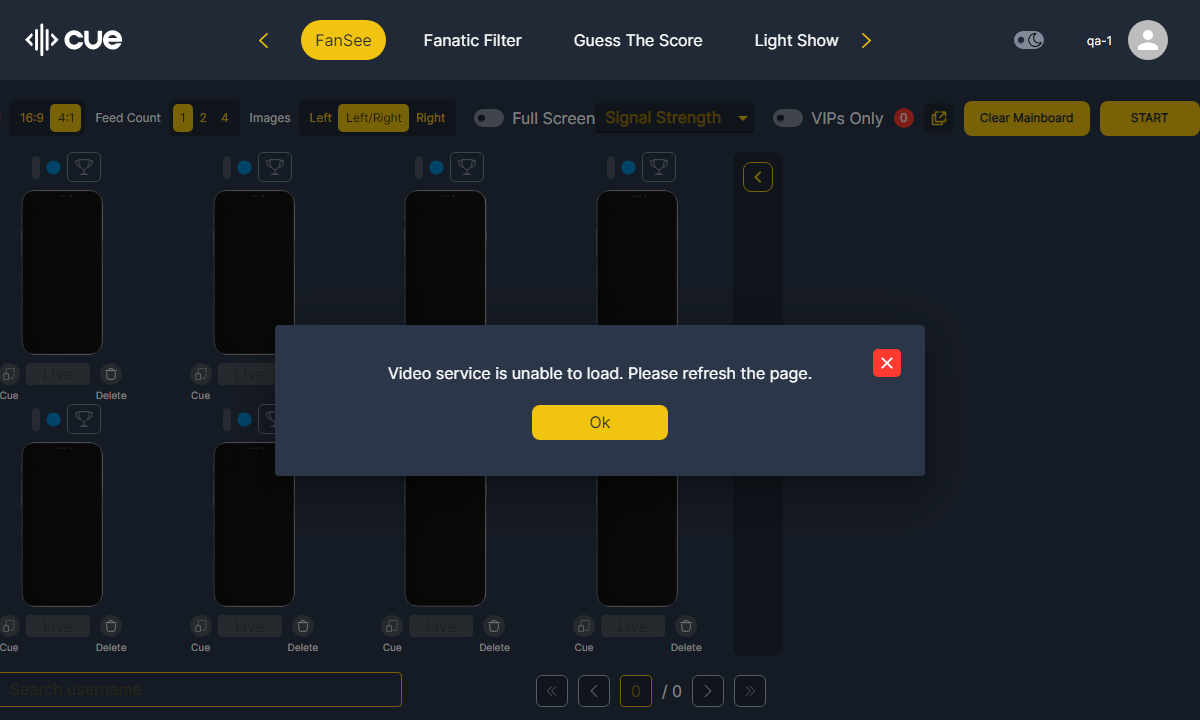 cue
FanSee
Fanatic Filter
Guess The Score
Light Show
qa-1
16:9
4:1
Feed Count
1
2
4
Images
Left
Left/Right
Right
Full Screen
Signal Strength
VIPs Only
0
Clear Mainboard
START
Live
Live
Cue
Delete
Cue
Video service is unable to load. Please refresh the page.
Ok
Live
Live
Live
Live
Cue
Delete
Cue
Delete
Cue
Delete
Cue
Delete
Search username
0
/ 0